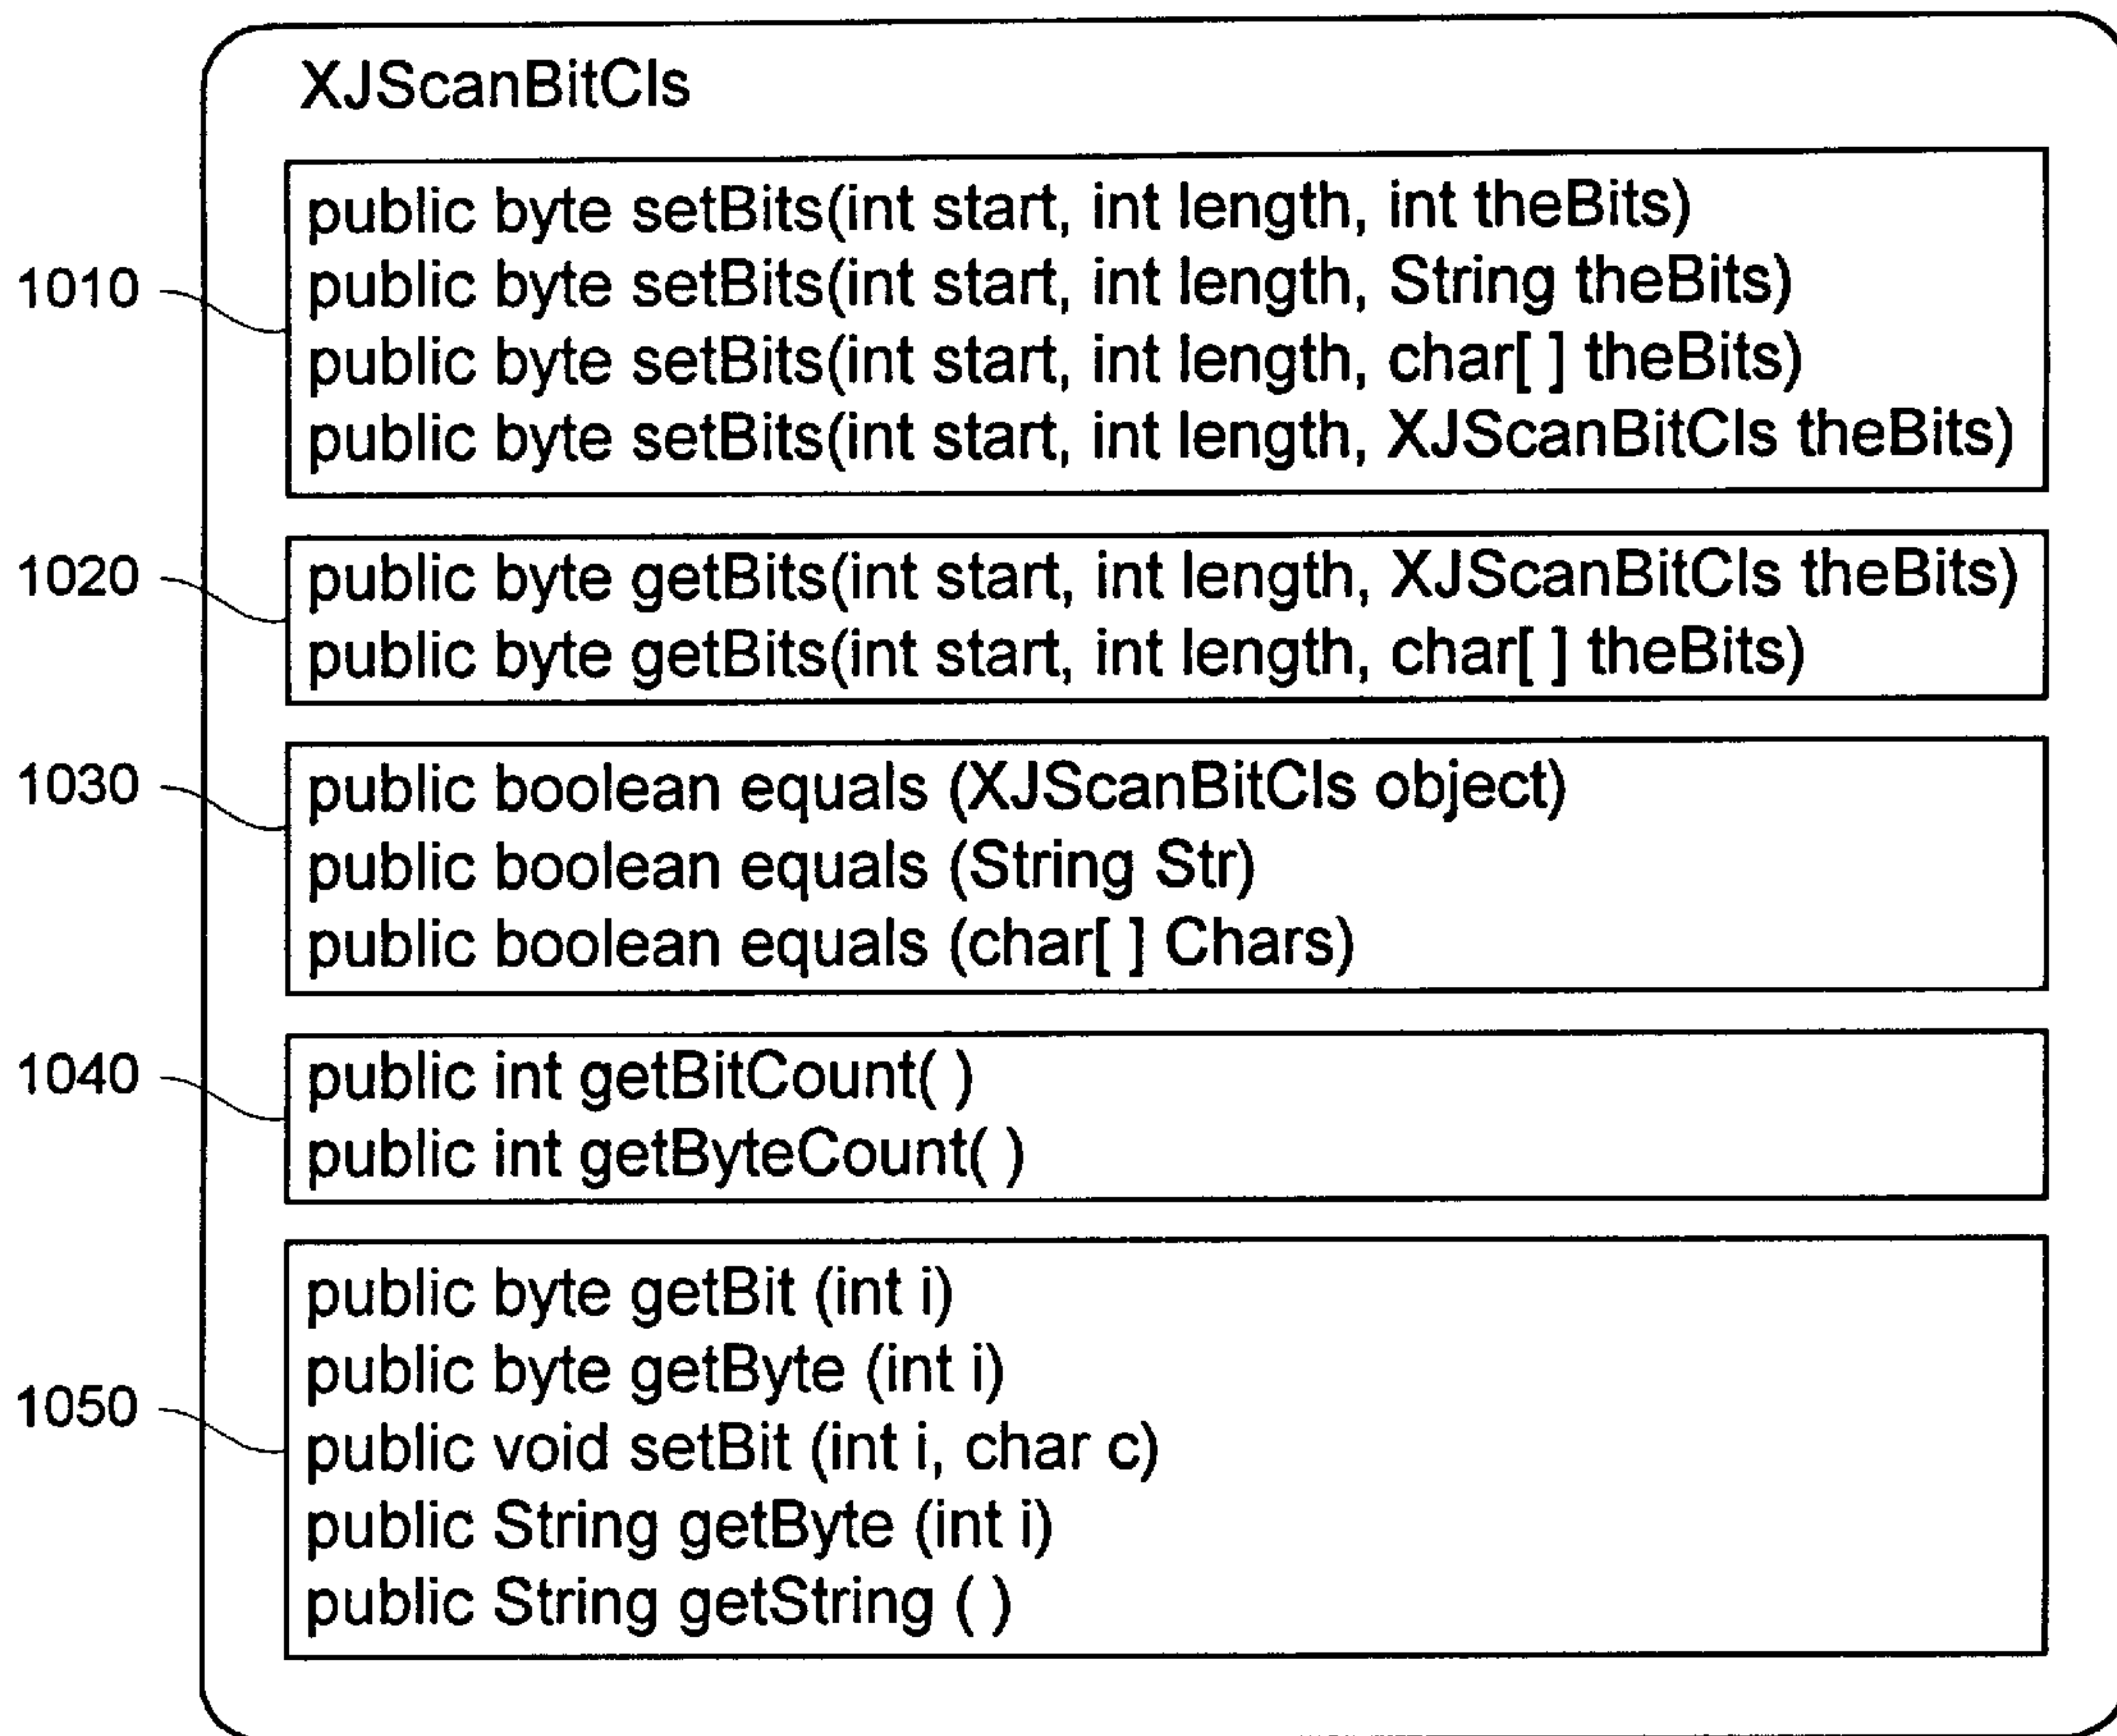 XJScanBitCls
1010
public byte setBits(int start, int length, int theBits)
public byte setBits(int start, int length, String theBits)
public byte setBits(int start, int length, char[ ] theBits)
public byte setBits(int start, int length, XJScanBitCls theBits)
1020
public byte getBits(int start, int length, XJScanBitCls theBits)
public byte getBits(int start, int length, char[ ] theBits)
1030
public boolean equals (XJScanBitCls object)
public boolean equals (String Str)
public boolean equals (char[ ] Chars)
1040
public int getBitCount( )
public int getByteCount( )
1050
public byte getBit (int i)
public byte getByte (int i)
public void setBit (int i, char c)
public String getByte (int i)
public String getString ( )